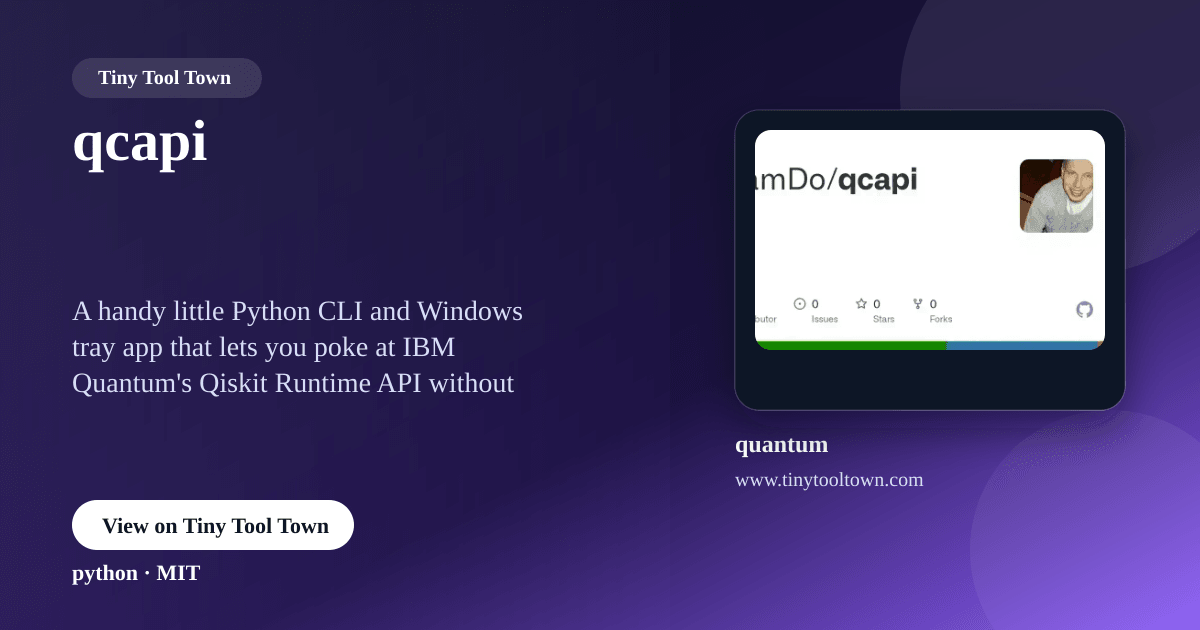 Tiny Tool Town
qcapi
A handy little Python CLI and Windows
tray app that lets you poke at IBM
Quantum's Qiskit Runtime API without
View on Tiny Tool Town
python · MIT
amDo/qcapi
0 0 0
butor Issues Stars Forks
quantum
www.tinytooltown.com